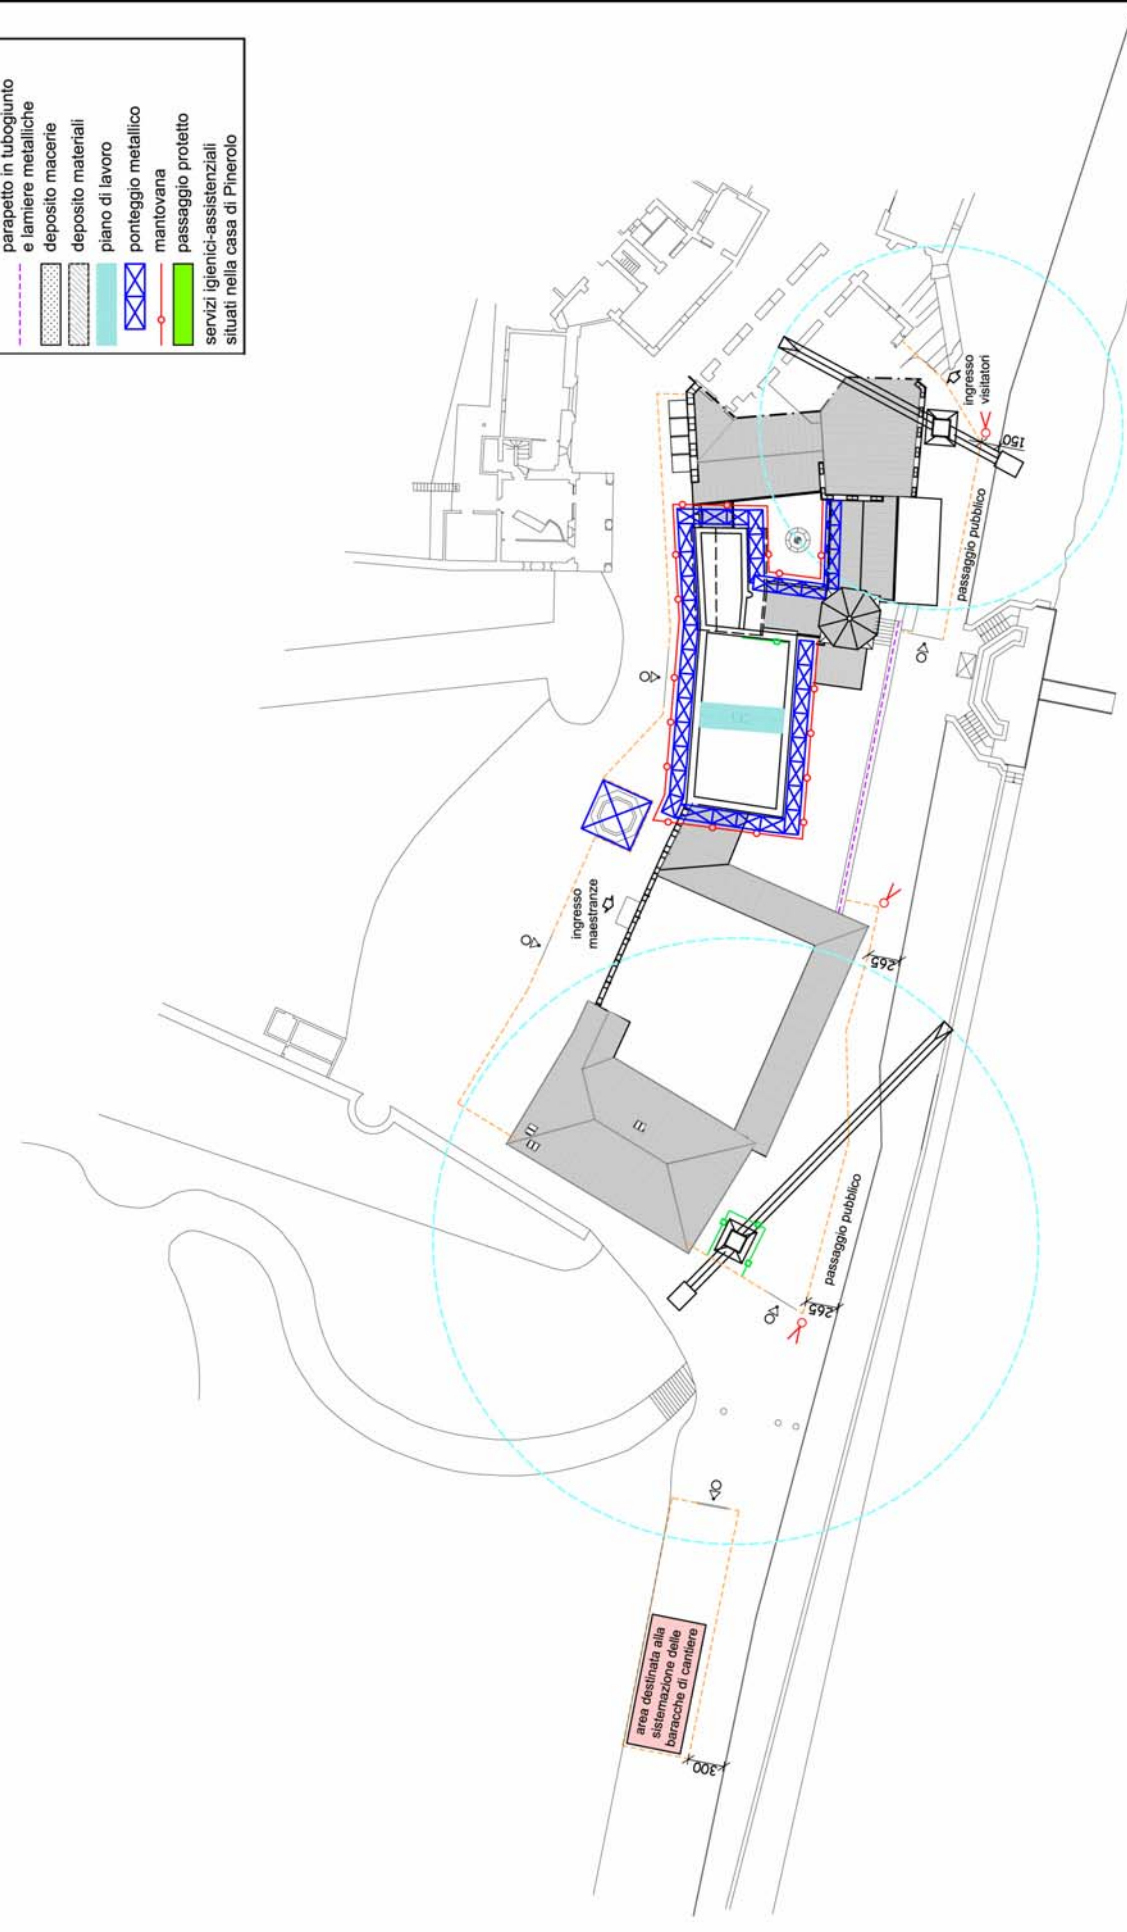 parapetto in tubogiunto
e lamiere metalliche
deposito macerie
deposito materiali
piano di lavoro
ponteggio metallico
mantovana
passaggio protetto
servizi igienici-assistenziali
situati nella casa di Pinerolo
ingresso
visitatori
150
passaggio pubblico
ingresso
maestranze
265
passaggio pubblico
265
area destinata alla
sistemazione delle
baracche di cantiere
300